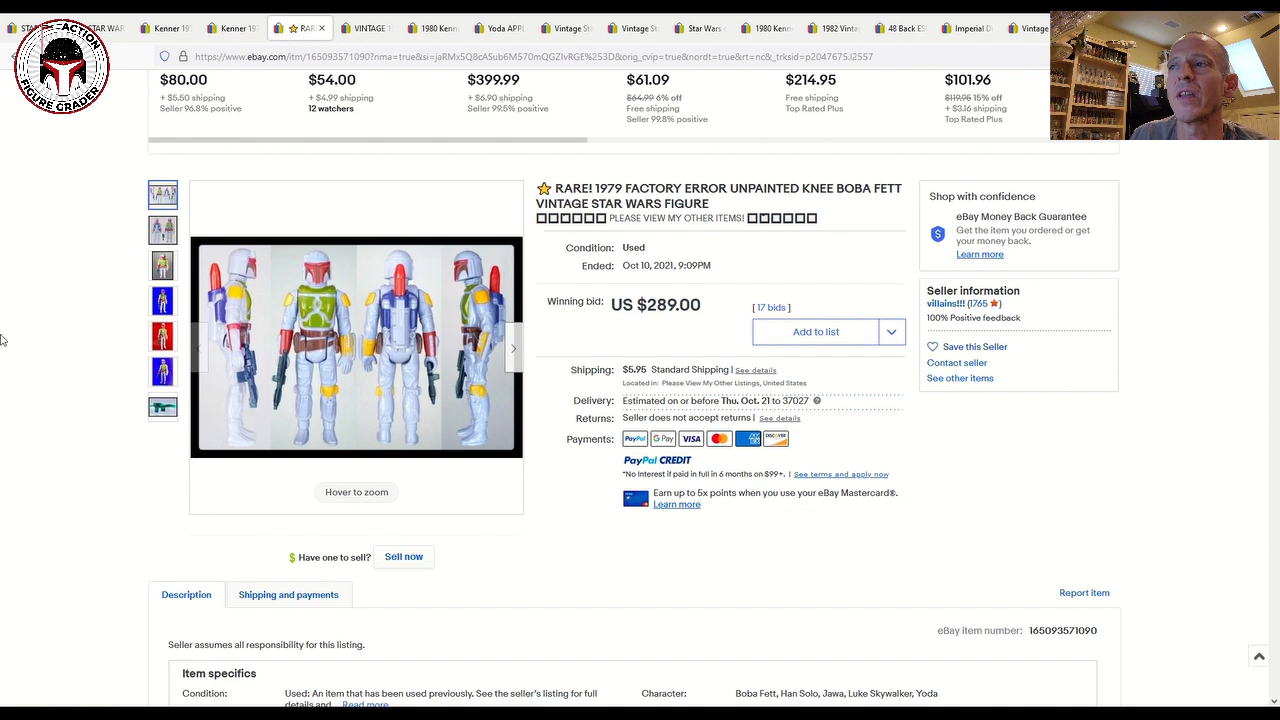 ACTION
FIGURE GRADER
STAR WAR
Kenner 19
Kenner 19
⭐ RAR
VINTAGE 1
1980 Kenn
Yoda APPL
Vintage Sta
Vintage St
Star Wars
1980 Kenn
1982 Vinta
48 Back ES
Imperial D
Vintage
https://www.ebay.com/itm/165093571090?nma=true&si=jaRMx5Q8cASub6M570mQGZIvRGE%253D&orig_cvip=true&nordt=true&rt=nc&_trksid=p2047675.l2557
$80.00
+ $5.50 shipping
Seller 96.8% positive
$54.00
+ $4.99 shipping
12 watchers
$399.99
+ $6.90 shipping
Seller 99.5% positive
$61.09
$64.99 6% off
Free shipping
Seller 99.8% positive
$214.95
Free shipping
Top Rated Plus
$101.96
$119.95 15% off
+ $3.16 shipping
Top Rated Plus
⭐ RARE! 1979 FACTORY ERROR UNPAINTED KNEE BOBA FETT
VINTAGE STAR WARS FIGURE
PLEASE VIEW MY OTHER ITEMS!
Condition: Used
Ended: Oct 10, 2021, 9:09PM
Winning bid: US $289.00 [ 17 bids ]
Add to list
Shipping: $5.95 Standard Shipping | See details
Located in: Please View My Other Listings, United States
Delivery: Estimated on or before Thu. Oct. 21 to 37027
Returns: Seller does not accept returns | See details
Payments: PayPal G Pay VISA DISCOVER
PayPal CREDIT
*No Interest if paid in full in 6 months on $99+. | See terms and apply now
Earn up to 5x points when you use your eBay Mastercard®.
Learn more
Shop with confidence
eBay Money Back Guarantee
Get the item you ordered or get
your money back.
Learn more
Seller information
villains!!! (1765 ★)
100% Positive feedback
Save this Seller
Contact seller
See other items
Hover to zoom
Have one to sell? Sell now
Description
Shipping and payments
Report item
eBay item number: 165093571090
Seller assumes all responsibility for this listing.
Item specifics
Condition: Used: An item that has been used previously. See the seller's listing for full
details and... Read more
Character: Boba Fett, Han Solo, Jawa, Luke Skywalker, Yoda